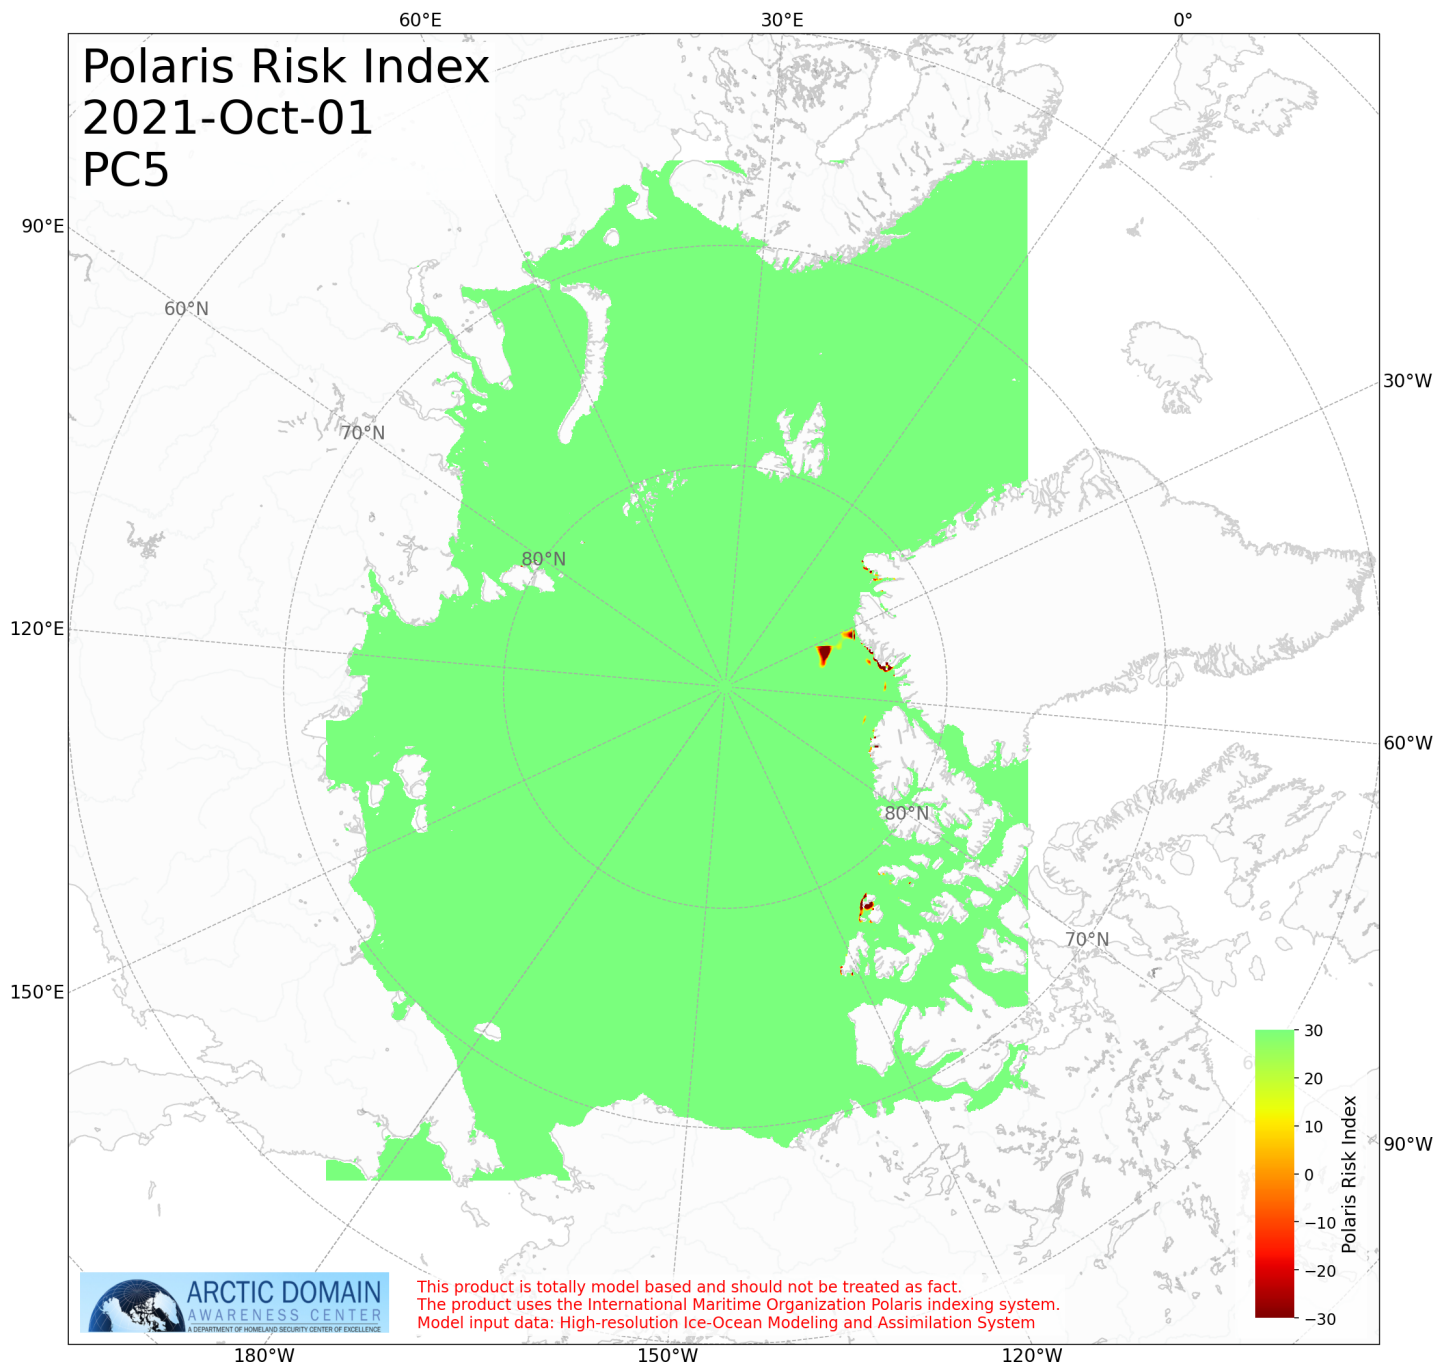 60°E 30°E 0°
Polaris Risk Index
2021-Oct-01
PC5
90°E
60°N
30°W
70°N
80°N
120°E
60°W
80°N
70°N
150°E
30
20
10
0
−10
−20
−30
Polaris Risk Index
90°W
ARCTIC DOMAIN
AWARENESS CENTER
A DEPARTMENT OF HOMELAND SECURITY CENTER OF EXCELLENCE
This product is totally model based and should not be treated as fact.
The product uses the International Maritime Organization Polaris indexing system.
Model input data: High-resolution Ice-Ocean Modeling and Assimilation System
180°W 150°W 120°W